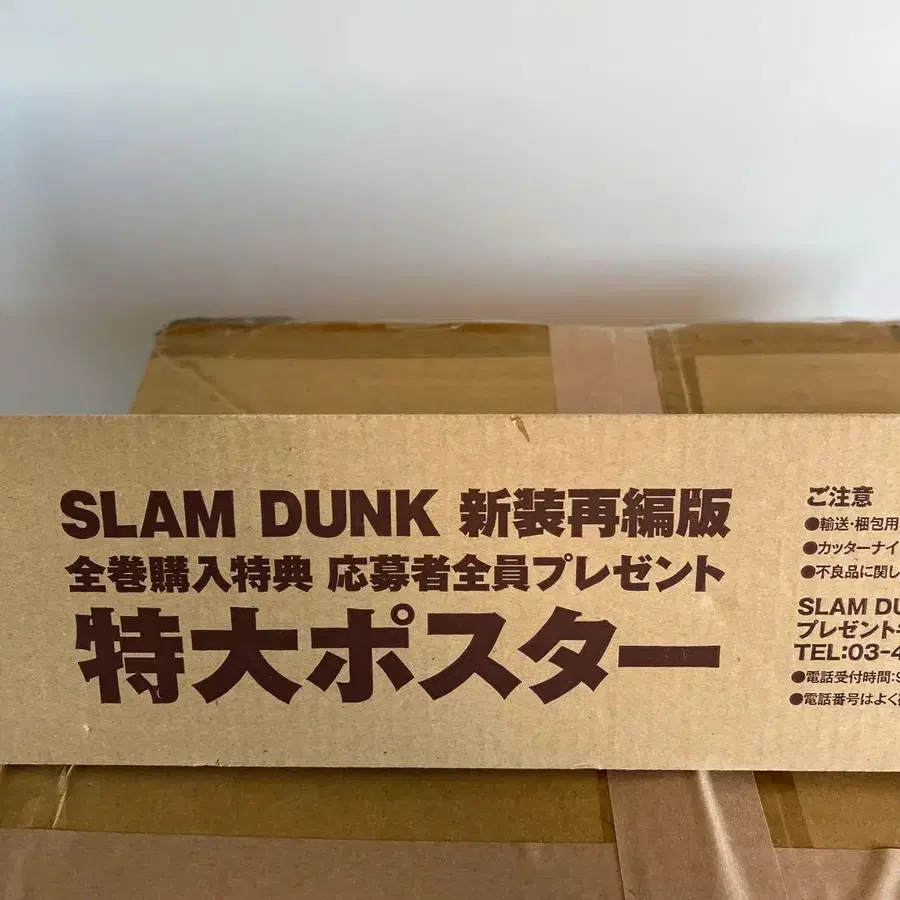 SLAM DUNK 新装再編版
全巻購入特典 応募者全員プレゼント
特大ポスター
ご注意
●輸送・梱包用
●カッターナイ
●不良品に関し
SLAM DU
プレゼント
TEL:03-4
●電話受付時間:9
●電話番号はよく